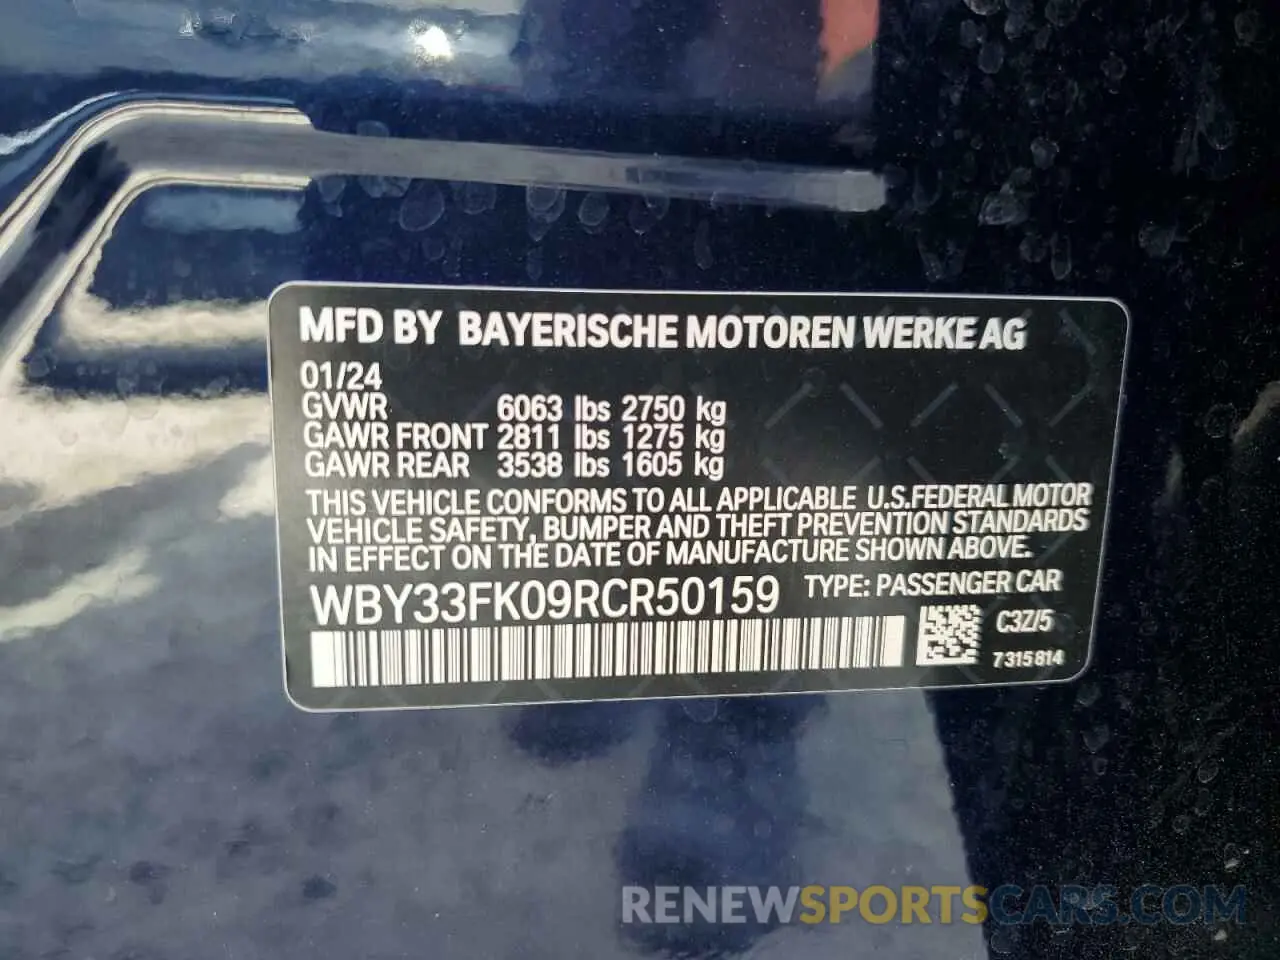 MFD BY BAYERISCHE MOTOREN WERKE AG
01/24
GVWR 6063 lbs 2750 kg
GAWR FRONT 2811 lbs 1275 kg
GAWR REAR 3538 lbs 1605 kg
THIS VEHICLE CONFORMS TO ALL APPLICABLE U.S.FEDERAL MOTOR
VEHICLE SAFETY, BUMPER AND THEFT PREVENTION STANDARDS
IN EFFECT ON THE DATE OF MANUFACTURE SHOWN ABOVE.
WBY33FK09RCR50159 TYPE: PASSENGER CAR
C3Z/5
7315814
RENEWSPORTSCARS.COM